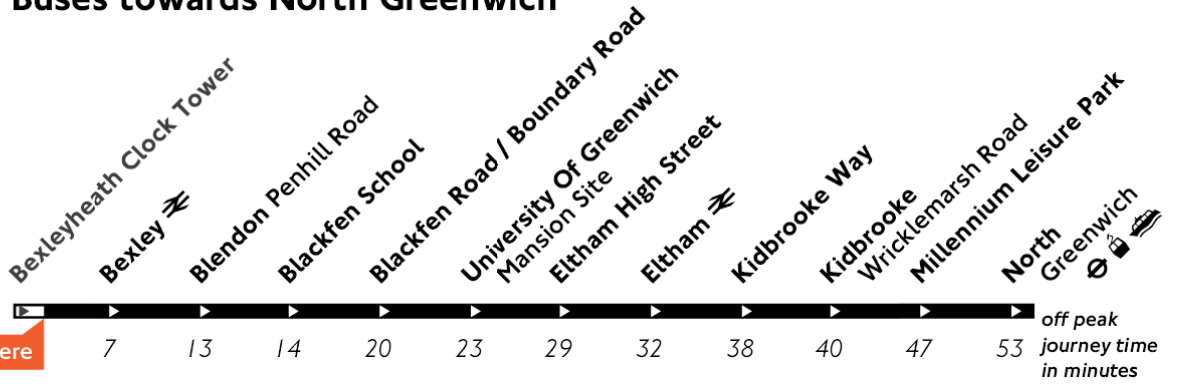 Buses towards North Greenwich
Bexleyheath Clock Tower
Bexley
Blendon Penhill Road
Blackfen School
Blackfen Road / Boundary Road
University Of Greenwich
Mansion Site
Eltham High Street
Eltham
Kidbrooke Way
Kidbrooke
Wricklemarsh Road
Millennium Leisure Park
North
Greenwich
ere 7 13 14 20 23 29 32 38 40 47 53
off peak
journey time
in minutes